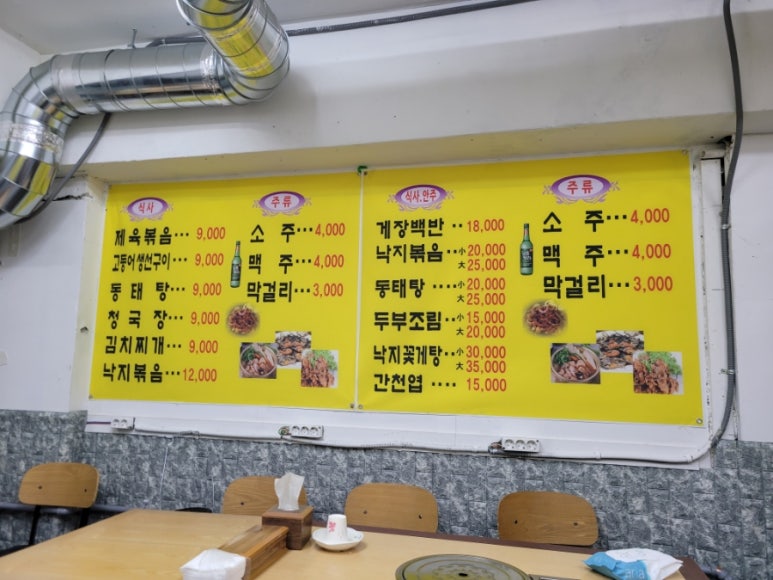 식사
제육볶음... 9,000
고등어생선구이... 9,000
동태탕... 9,000
청국장... 9,000
김치찌개... 9,000
낙지볶음... 12,000
주류
소주... 4,000
맥주... 4,000
막걸리... 3,000
식사.안주
게장백반.. 18,000
낙지볶음.. 小 20,000
大 25,000
동태탕.... 小 20,000
大 25,000
두부조림.. 小 15,000
大 20,000
낙지꽃게탕.. 小 30,000
大 35,000
간천엽.... 15,000
주류
소주... 4,000
맥주... 4,000
막걸리... 3,000